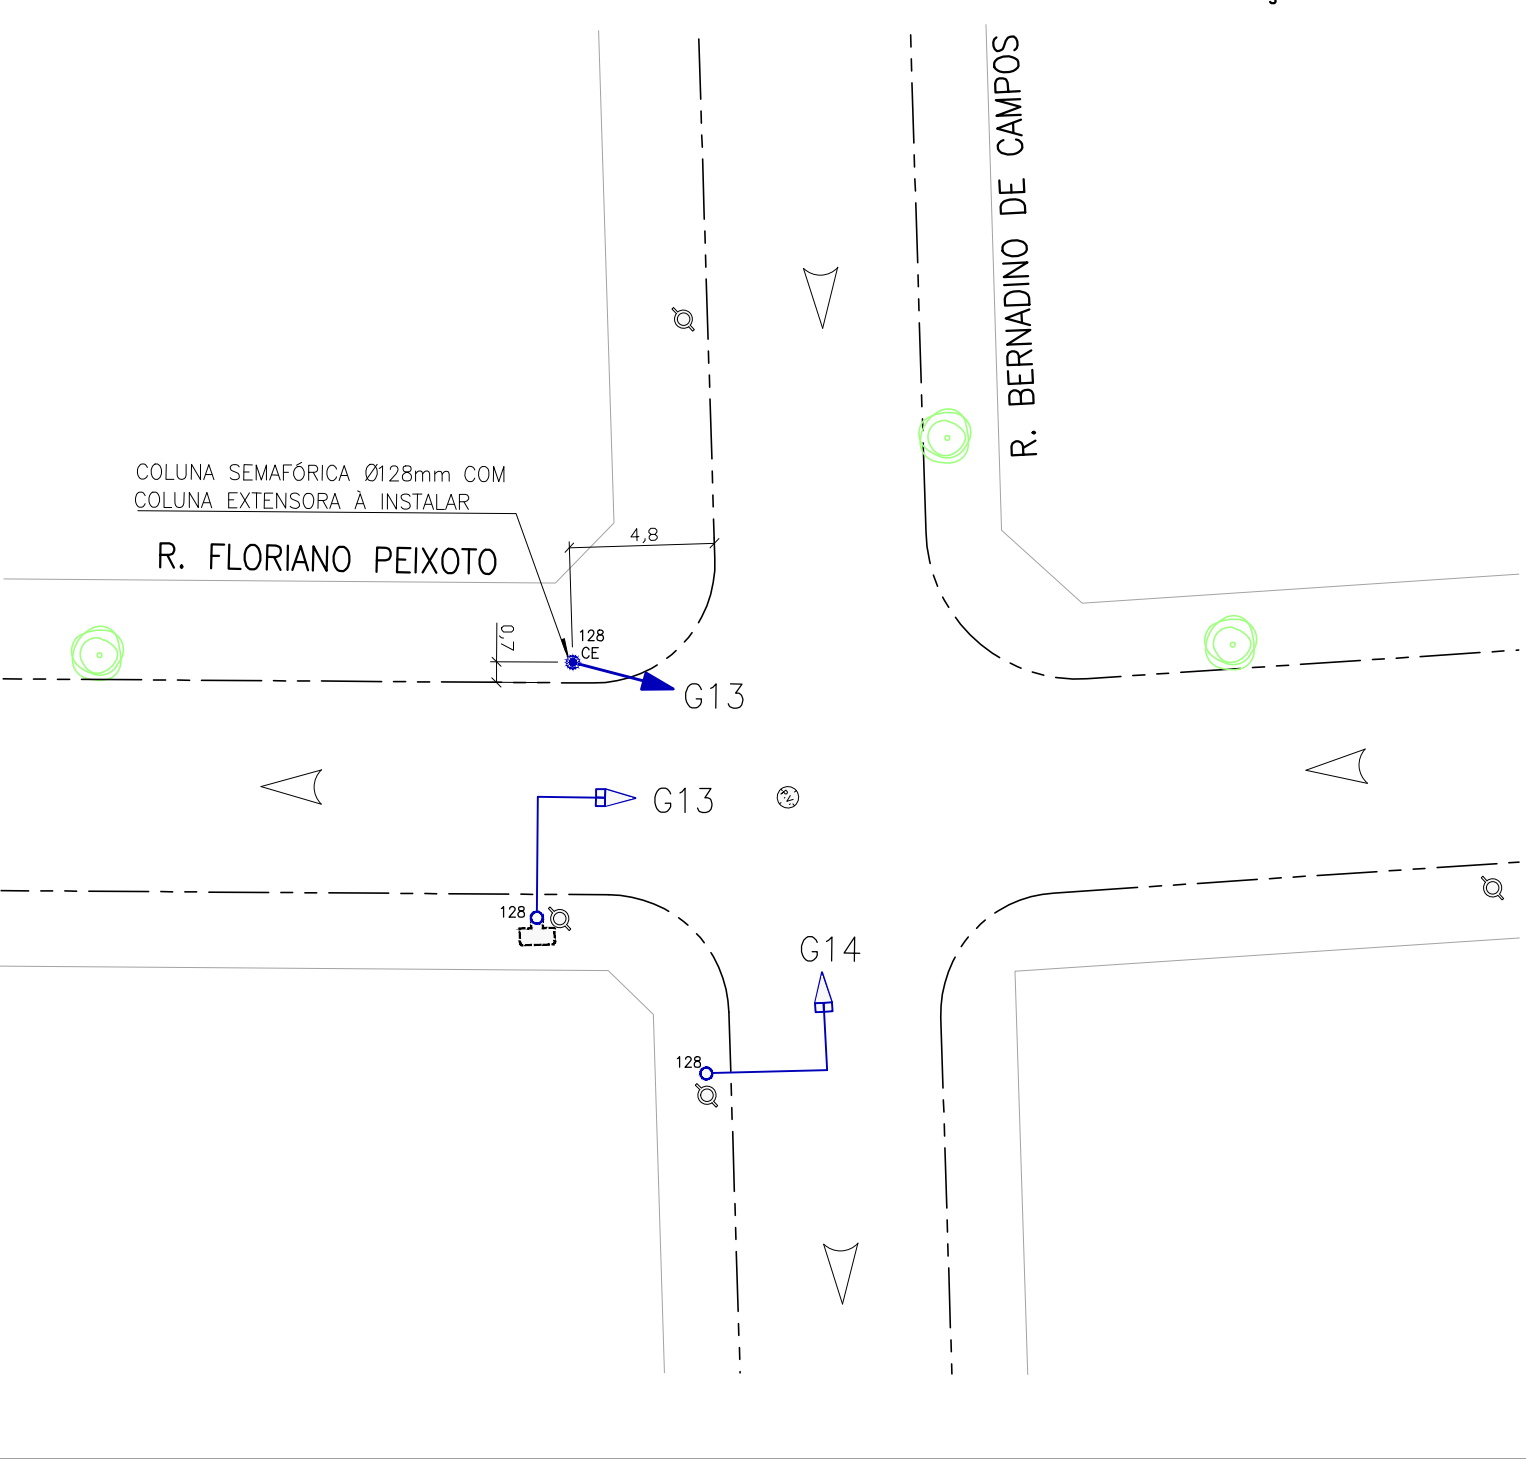 R. BERNADINO DE CAMPOS
COLUNA SEMAFÓRICA Ø128mm COM
COLUNA EXTENSORA À INSTALAR
R. FLORIANO PEIXOTO
4,8
0,7
128
CE
G13
G13
P.V.
128
G14
128